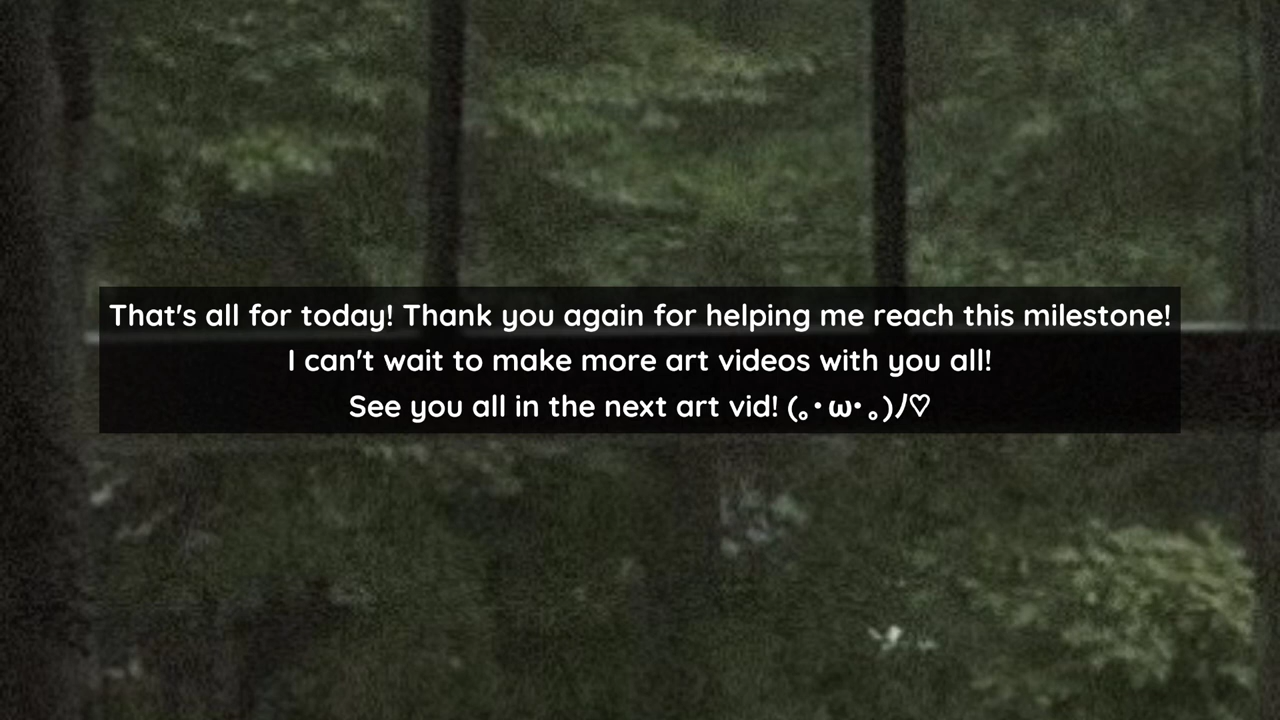 That's all for today! Thank you again for helping me reach this milestone!
I can't wait to make more art videos with you all!
See you all in the next art vid! (｡･ω･｡)ﾉ♡